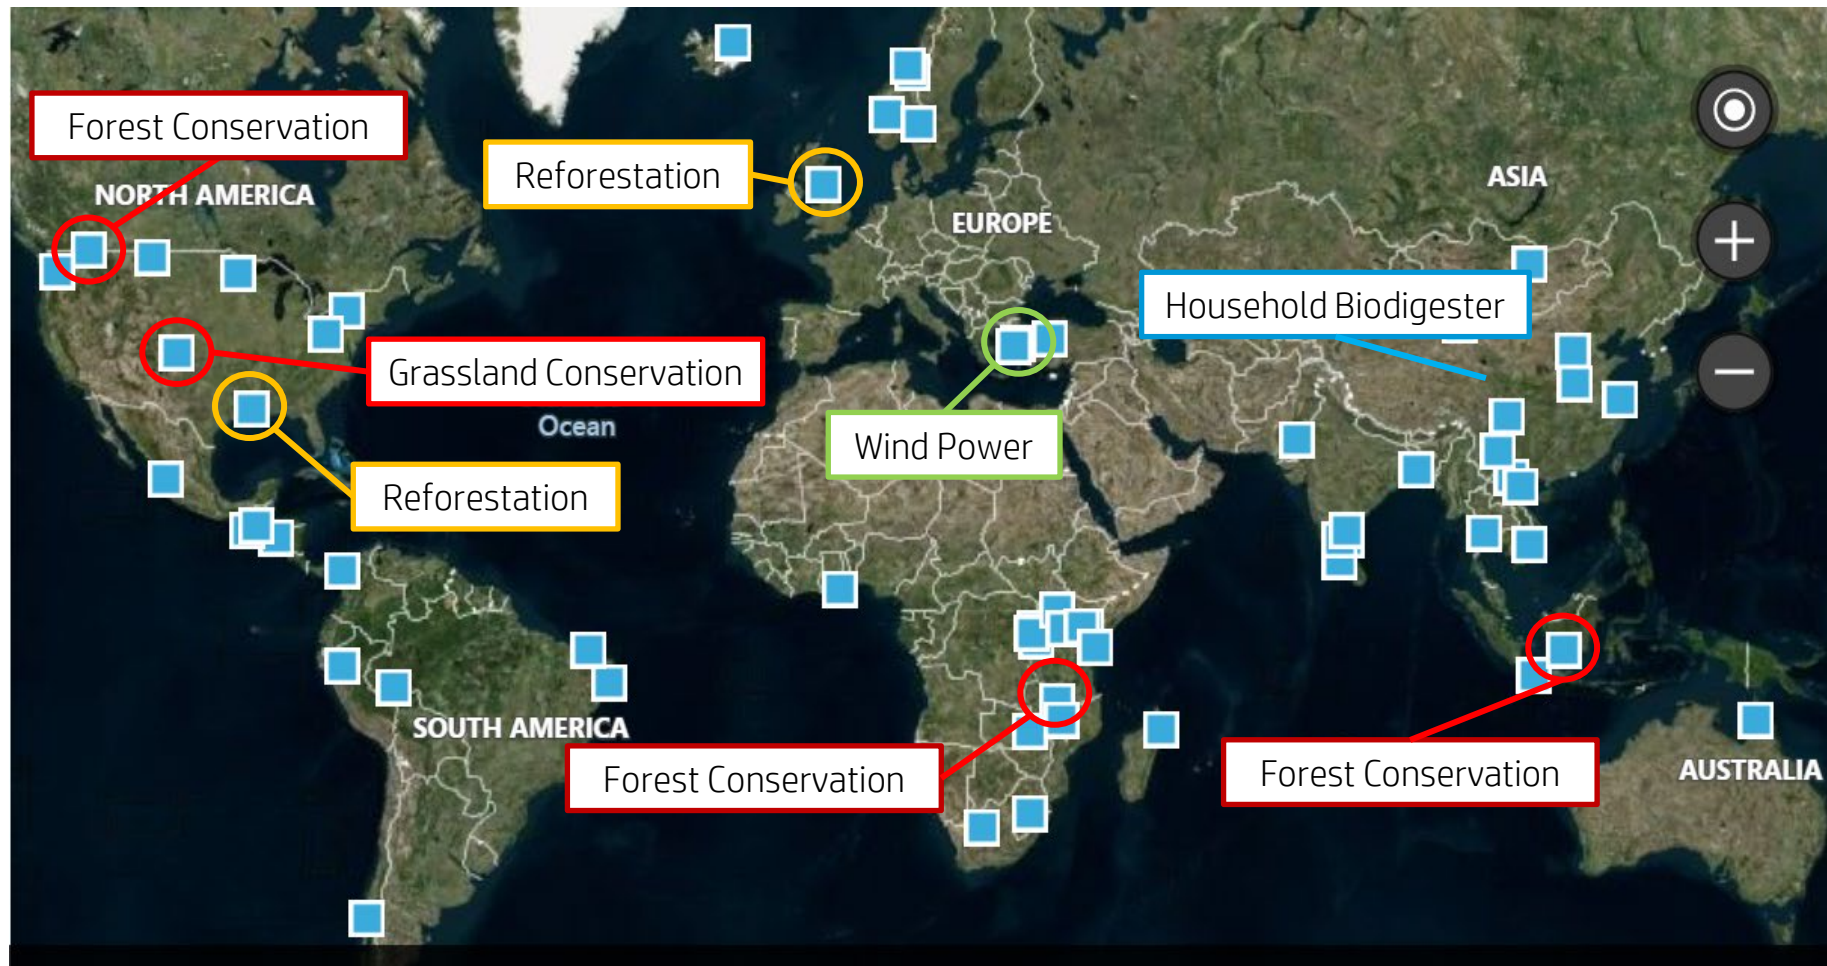 Forest Conservation
Reforestation
ASIA
NORTH AMERICA
EUROPE
Household Biodigester
Grassland Conservation
Ocean
Wind Power
Reforestation
SOUTH AMERICA
Forest Conservation
Forest Conservation
AUSTRALIA